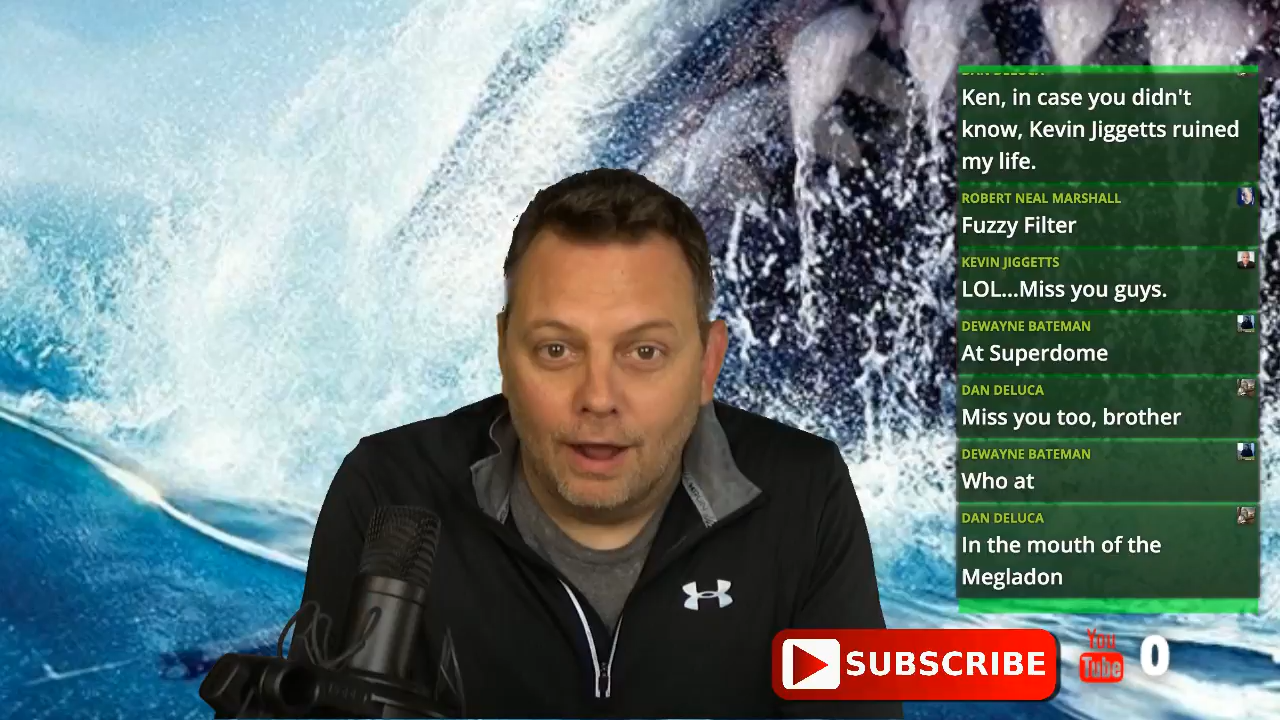 DAN DELUCA
Ken, in case you didn't
know, Kevin Jiggetts ruined
my life.
ROBERT NEAL MARSHALL
Fuzzy Filter
KEVIN JIGGETTS
LOL...Miss you guys.
DEWAYNE BATEMAN
At Superdome
DAN DELUCA
Miss you too, brother
DEWAYNE BATEMAN
Who at
DAN DELUCA
In the mouth of the
Megladon
SUBSCRIBE
You
Tube
0